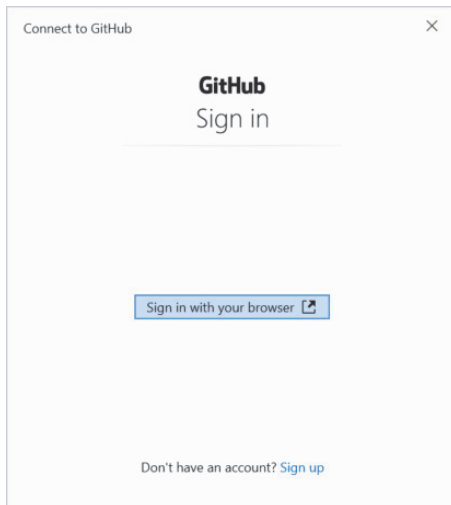 Connect to GitHub
GitHub
Sign in
Sign in with your browser
Don't have an account? Sign up